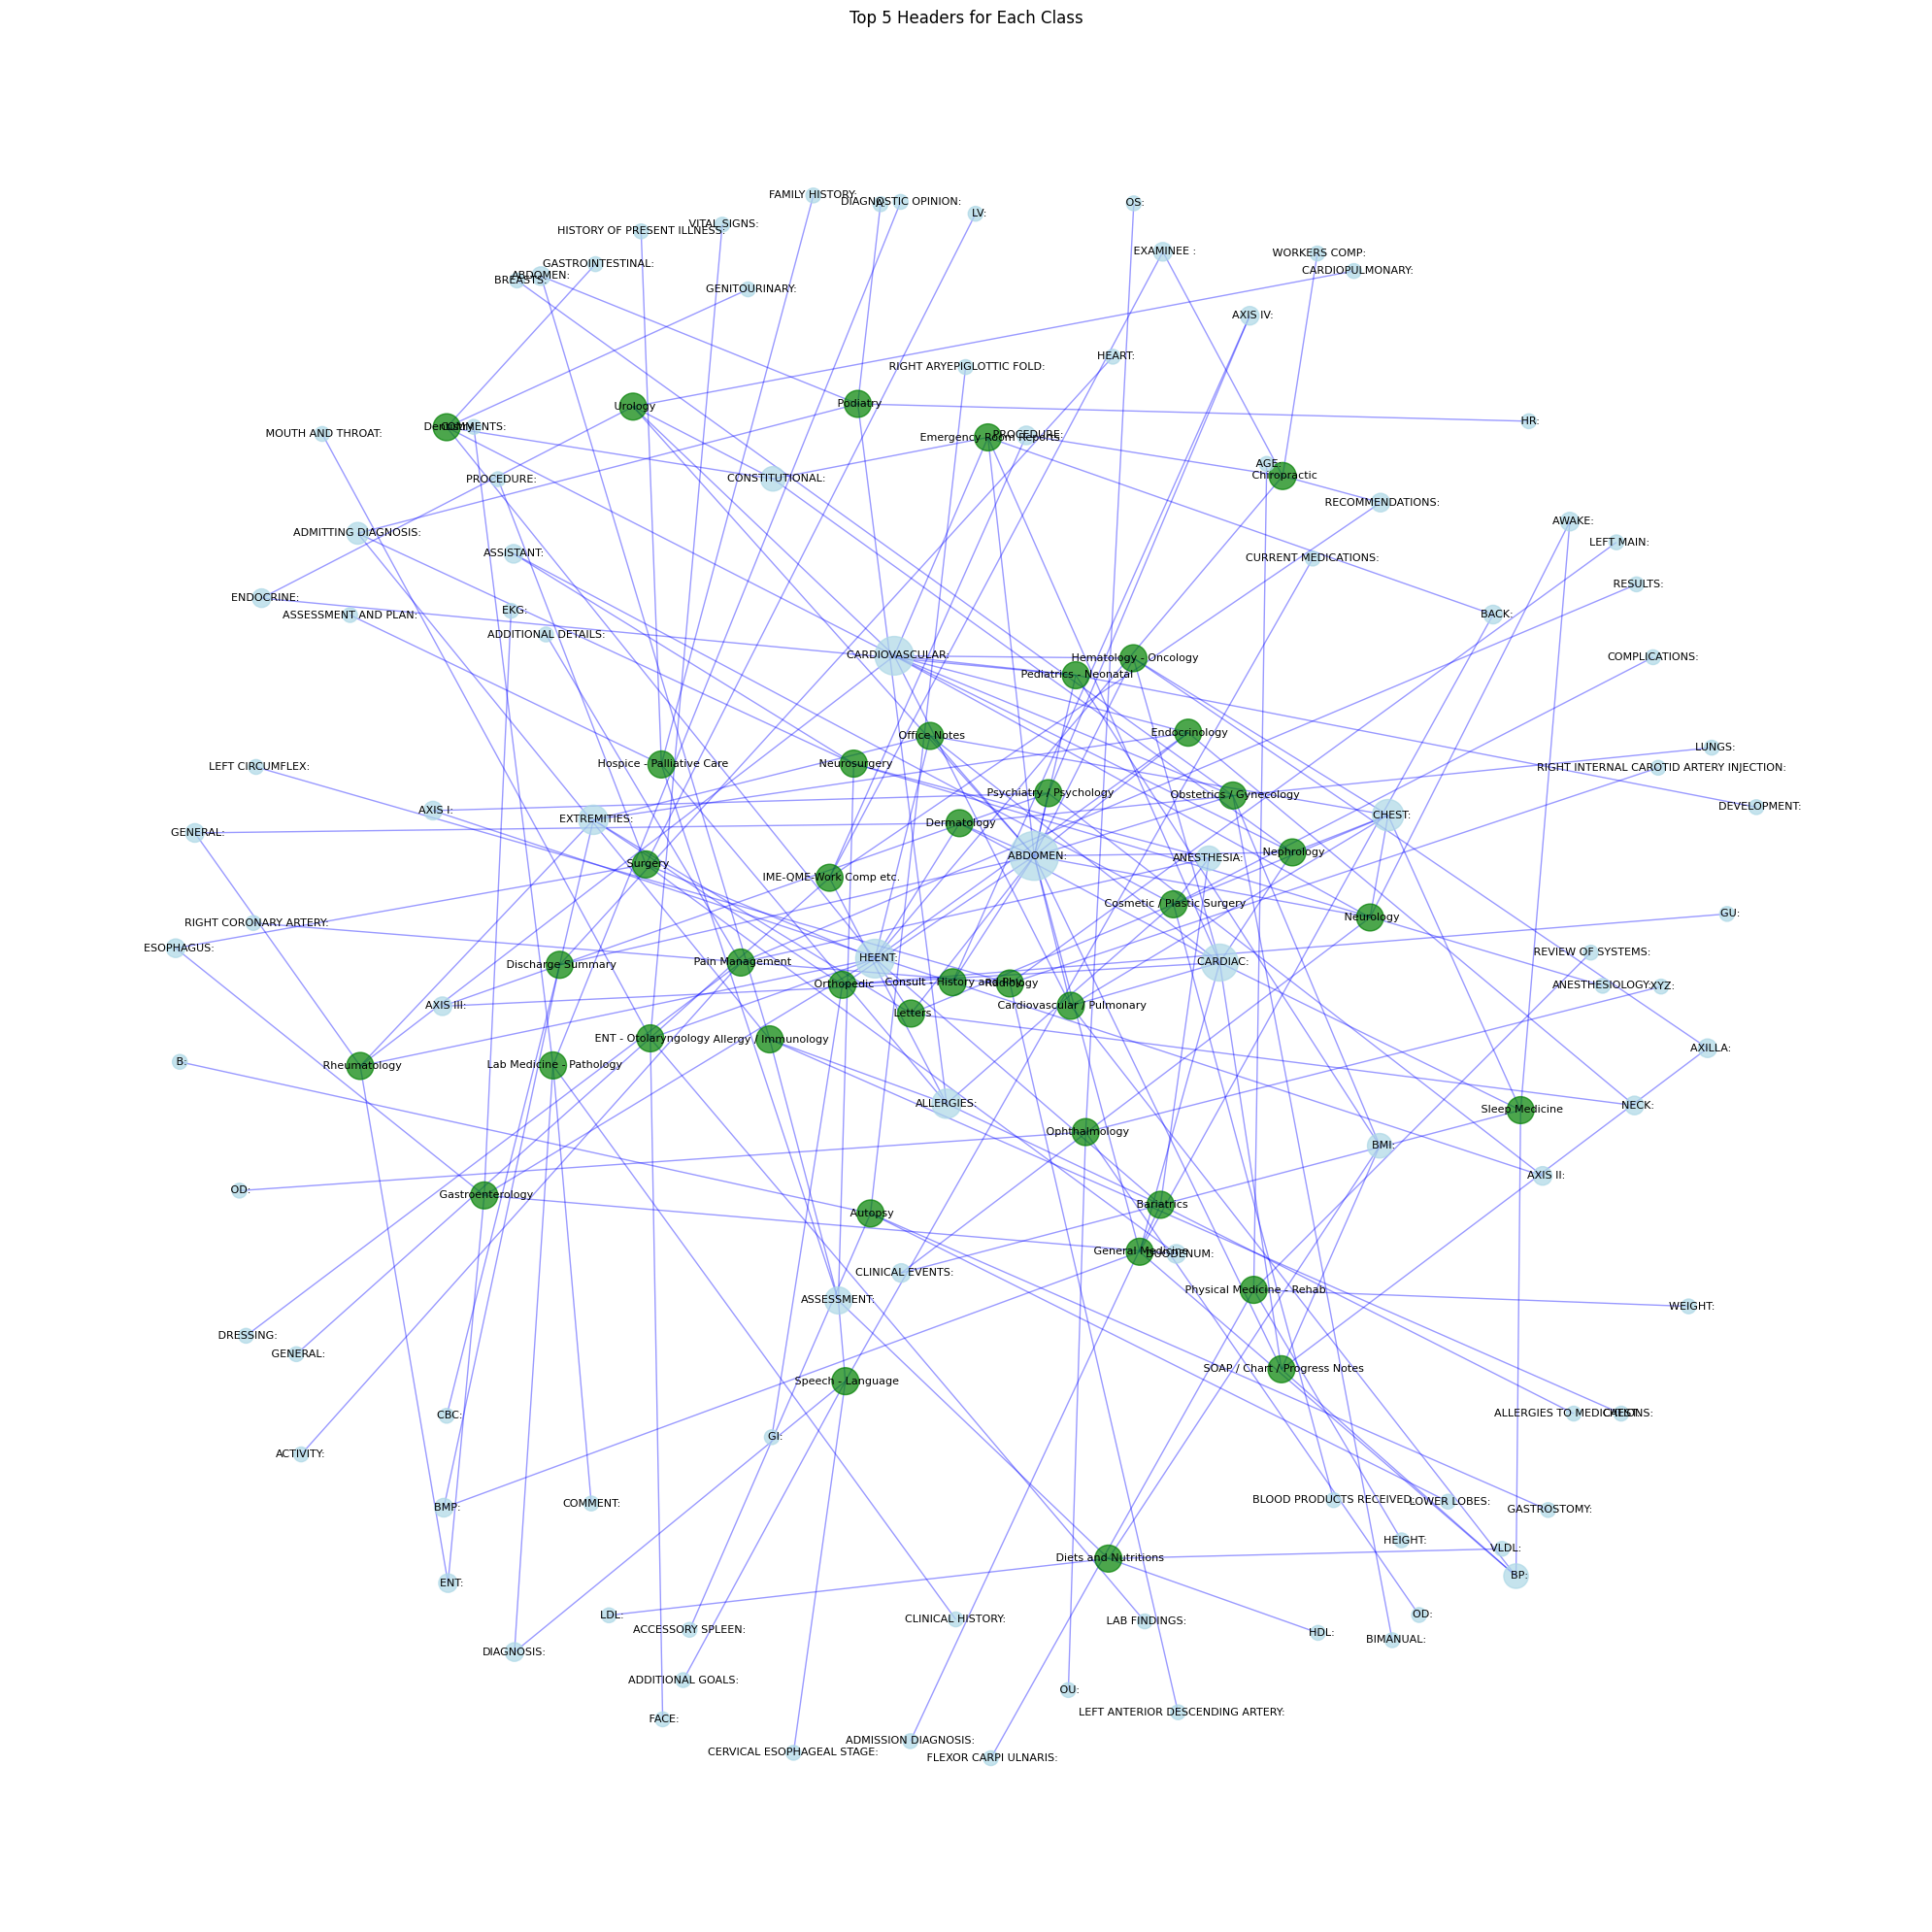 Top 5 Headers for Each Class
FAMILY HISTORY:
DIAGNOSTIC OPINION:
OS:
LV:
VITAL SIGNS:
HISTORY OF PRESENT ILLNESS:
EXAMINEE :
WORKERS COMP:
GASTROINTESTINAL:
CARDIOPULMONARY:
ABDOMEN:
BREASTS:
GENITOURINARY:
AXIS IV:
HEART:
RIGHT ARYEPIGLOTTIC FOLD:
Podiatry
Urology
HR:
Dentistry
COMMENTS:
MOUTH AND THROAT:
PROCEDURE:
Emergency Room Reports
AGE:
Chiropractic
CONSTITUTIONAL:
PROCEDURE:
RECOMMENDATIONS:
AWAKE:
ADMITTING DIAGNOSIS:
LEFT MAIN:
ASSISTANT:
CURRENT MEDICATIONS:
RESULTS:
ENDOCRINE:
EKG:
ASSESSMENT AND PLAN:
BACK:
ADDITIONAL DETAILS:
CARDIOVASCULAR:
Hematology - Oncology
COMPLICATIONS:
Pediatrics - Neonatal
Endocrinology
Office Notes
LUNGS:
Hospice - Palliative Care
Neurosurgery
LEFT CIRCUMFLEX:
RIGHT INTERNAL CAROTID ARTERY INJECTION:
Psychiatry / Psychology
Obstetrics / Gynecology
DEVELOPMENT:
AXIS I:
EXTREMITIES:
CHEST:
Dermatology
GENERAL:
Nephrology
ABDOMEN:
ANESTHESIA:
Surgery
IME-QME-Work Comp etc.
Cosmetic / Plastic Surgery
GU:
Neurology
RIGHT CORONARY ARTERY:
ESOPHAGUS:
REVIEW OF SYSTEMS:
HEENT:
Pain Management
CARDIAC:
Discharge Summary
Consult - History and Phy.
Radiology
Orthopedic
ANESTHESIOLOGY:
XYZ:
AXIS III:
Cardiovascular / Pulmonary
Letters
ENT - Otolaryngology
Allergy / Immunology
AXILLA:
B:
Rheumatology
Lab Medicine - Pathology
ALLERGIES:
NECK:
Sleep Medicine
Ophthalmology
BMI:
AXIS II:
OD:
Gastroenterology
Bariatrics
Autopsy
General Medicine
DUODENUM:
CLINICAL EVENTS:
Physical Medicine - Rehab
ASSESSMENT:
WEIGHT:
DRESSING:
GENERAL:
SOAP / Chart / Progress Notes
Speech - Language
ALLERGIES TO MEDICATIONS:
CHEST:
CBC:
GI:
ACTIVITY:
BLOOD PRODUCTS RECEIVED:
LOWER LOBES:
COMMENT:
BMP:
GASTROSTOMY:
HEIGHT:
VLDL:
Diets and Nutritions
BP:
ENT:
LDL:
OD:
CLINICAL HISTORY:
LAB FINDINGS:
ACCESSORY SPLEEN:
HDL:
BIMANUAL:
DIAGNOSIS:
ADDITIONAL GOALS:
OU:
LEFT ANTERIOR DESCENDING ARTERY:
FACE:
ADMISSION DIAGNOSIS:
CERVICAL ESOPHAGEAL STAGE:
FLEXOR CARPI ULNARIS: